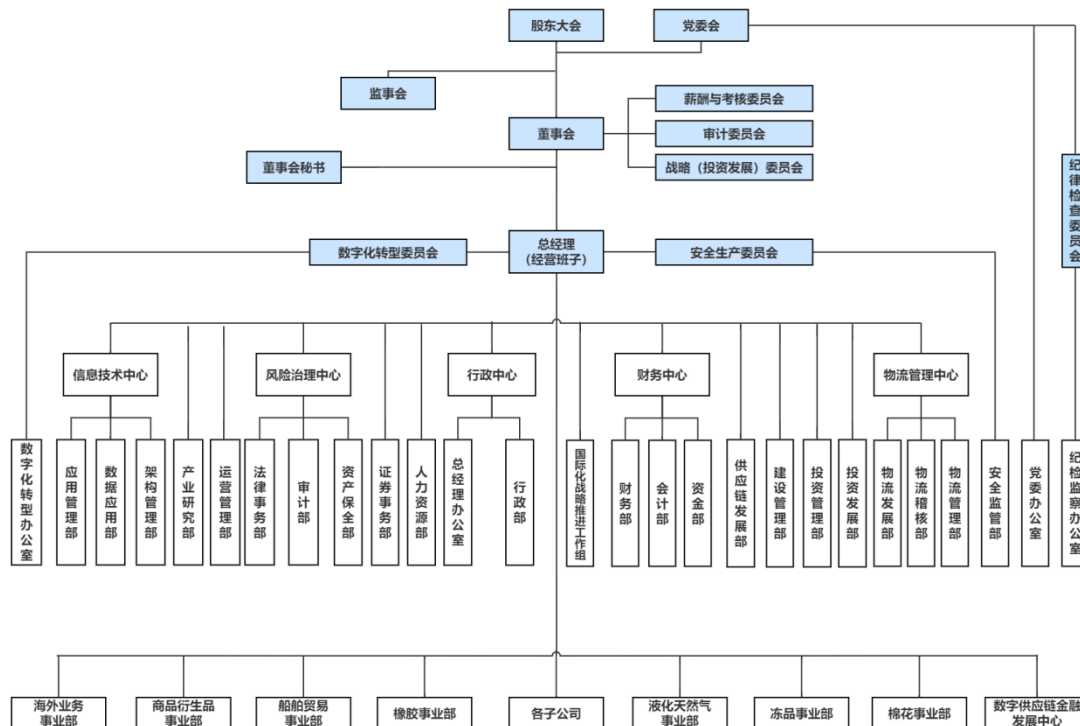 股东大会
党委会
监事会
薪酬与考核委员会
董事会
审计委员会
董事会秘书
战略（投资发展）委员会
纪律检查委员会
数字化转型委员会
总经理
（经营班子）
安全生产委员会
信息技术中心
风险治理中心
行政中心
财务中心
物流管理中心
数字化转型办公室
应用管理部
数据应用部
架构管理部
产业研究部
运营管理部
法律事务部
审计部
资产保全部
证券事务部
人力资源部
总经理办公室
行政部
国际化战略推进工作组
财务部
会计部
资金部
供应链发展部
建设管理部
投资管理部
投资发展部
物流发展部
物流稽核部
物流管理部
安全监管部
党委办公室
纪检监察办公室
海外业务
事业部
商品衍生品
事业部
船舶贸易
事业部
橡胶事业部
各子公司
液化天然气
事业部
冻品事业部
棉花事业部
数字供应链金融
发展中心